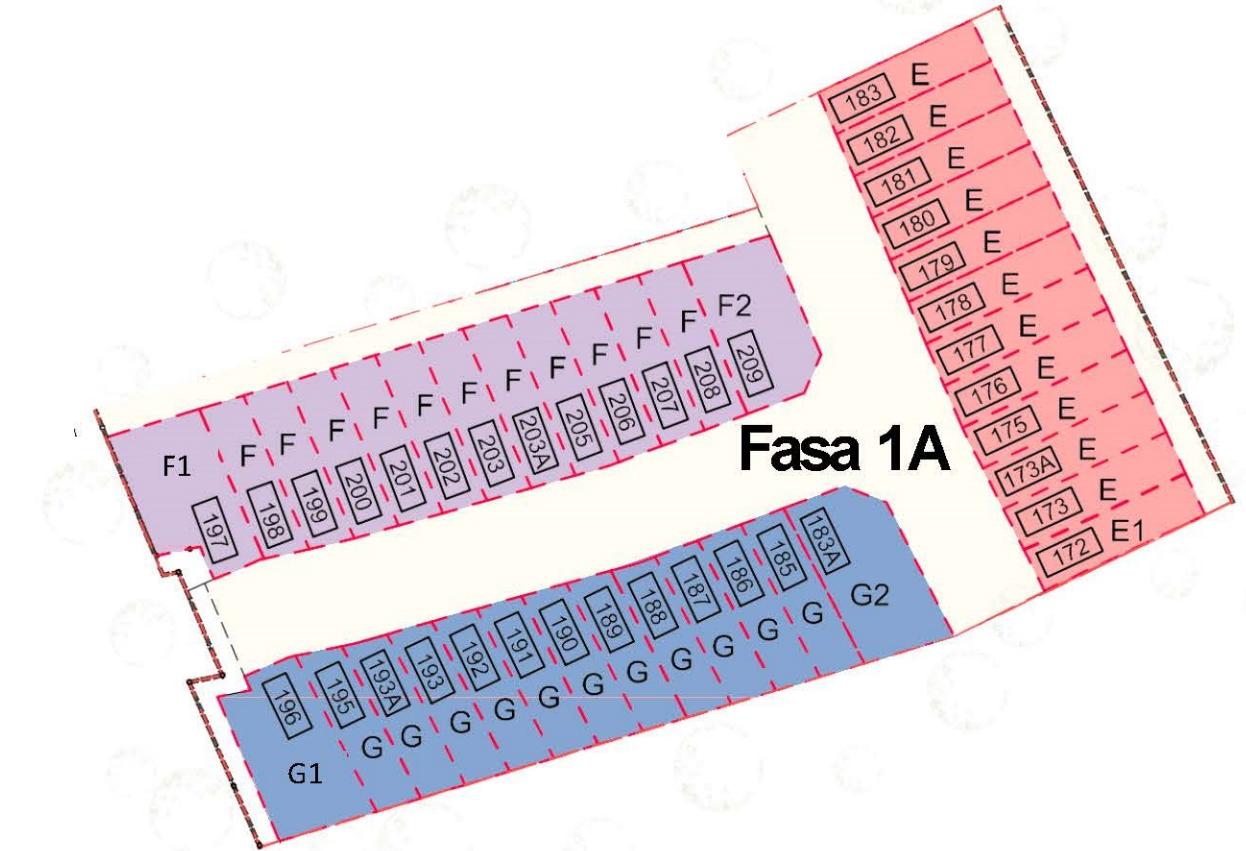 183 E
182 E
181 E
180 E
179 E
178 E
177 E
176 E
175 E
173A E
173 E
172 E1
F1 F F F F F F F F F F F F2
197 198 199 200 201 202 203 203A 205 206 207 208 209
Fasa 1A
196 195 193A 193 192 191 190 189 188 187 186 185 183A
G1 G G G G G G G G G G G G2